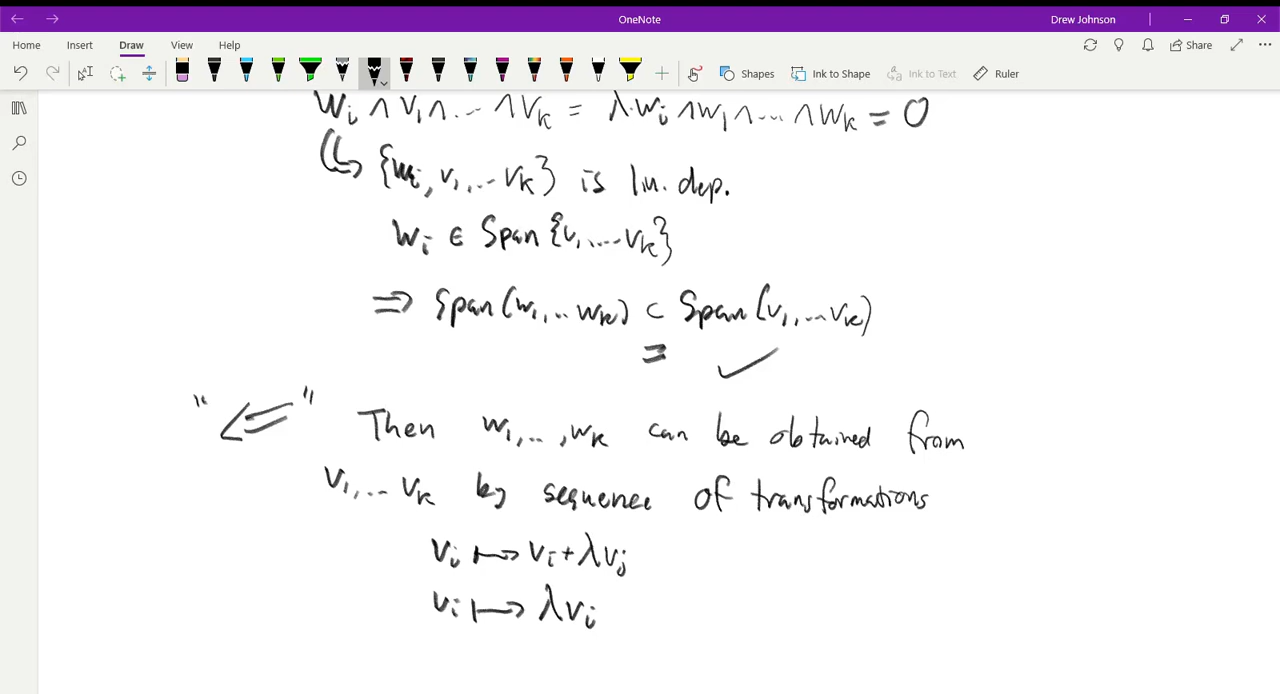 OneNote
Drew Johnson
Home Insert Draw View Help
Share
Shapes Ink to Shape Ink to Text Ruler
wᵢ ∧ v₁ ∧ ... ∧ vₖ = λ·wᵢ ∧ w₁ ∧ ... ∧ wₖ = 0
↳ {wᵢ, v₁, ... vₖ} is lin. dep.
wᵢ ∈ Span {v₁, ... vₖ}
⇒ Span(w₁, ... wₖ) ⊂ Span(v₁, ... vₖ)
= ✓
"⇐" Then w₁, ..., wₖ can be obtained from
v₁, ... vₖ by sequence of transformations
vᵢ ↦ vᵢ + λvⱼ
vᵢ ↦ λvᵢ